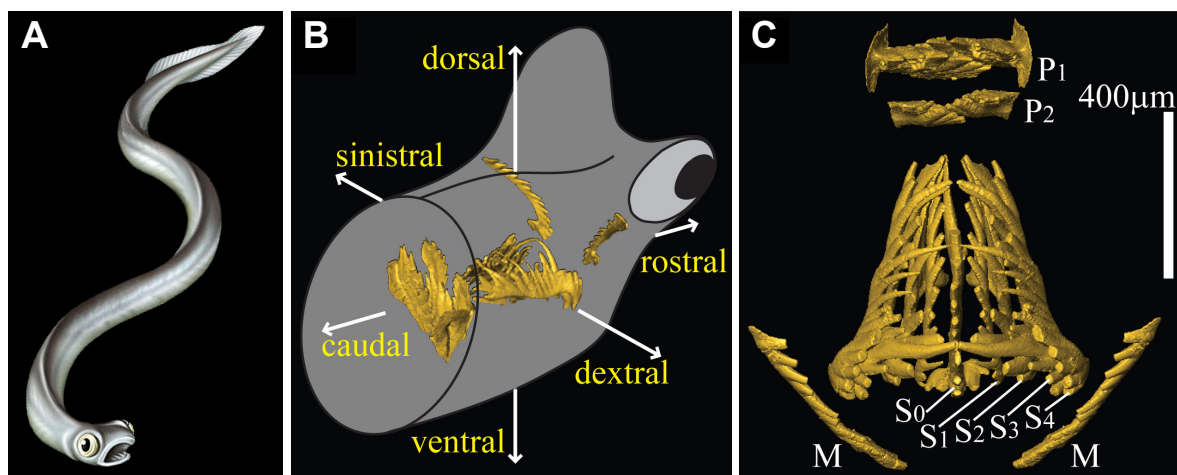 A
B
dorsal
sinistral
rostral
caudal
dextral
ventral
C
P1
400μm
P2
S0
S1
S2
S3
S4
M
M